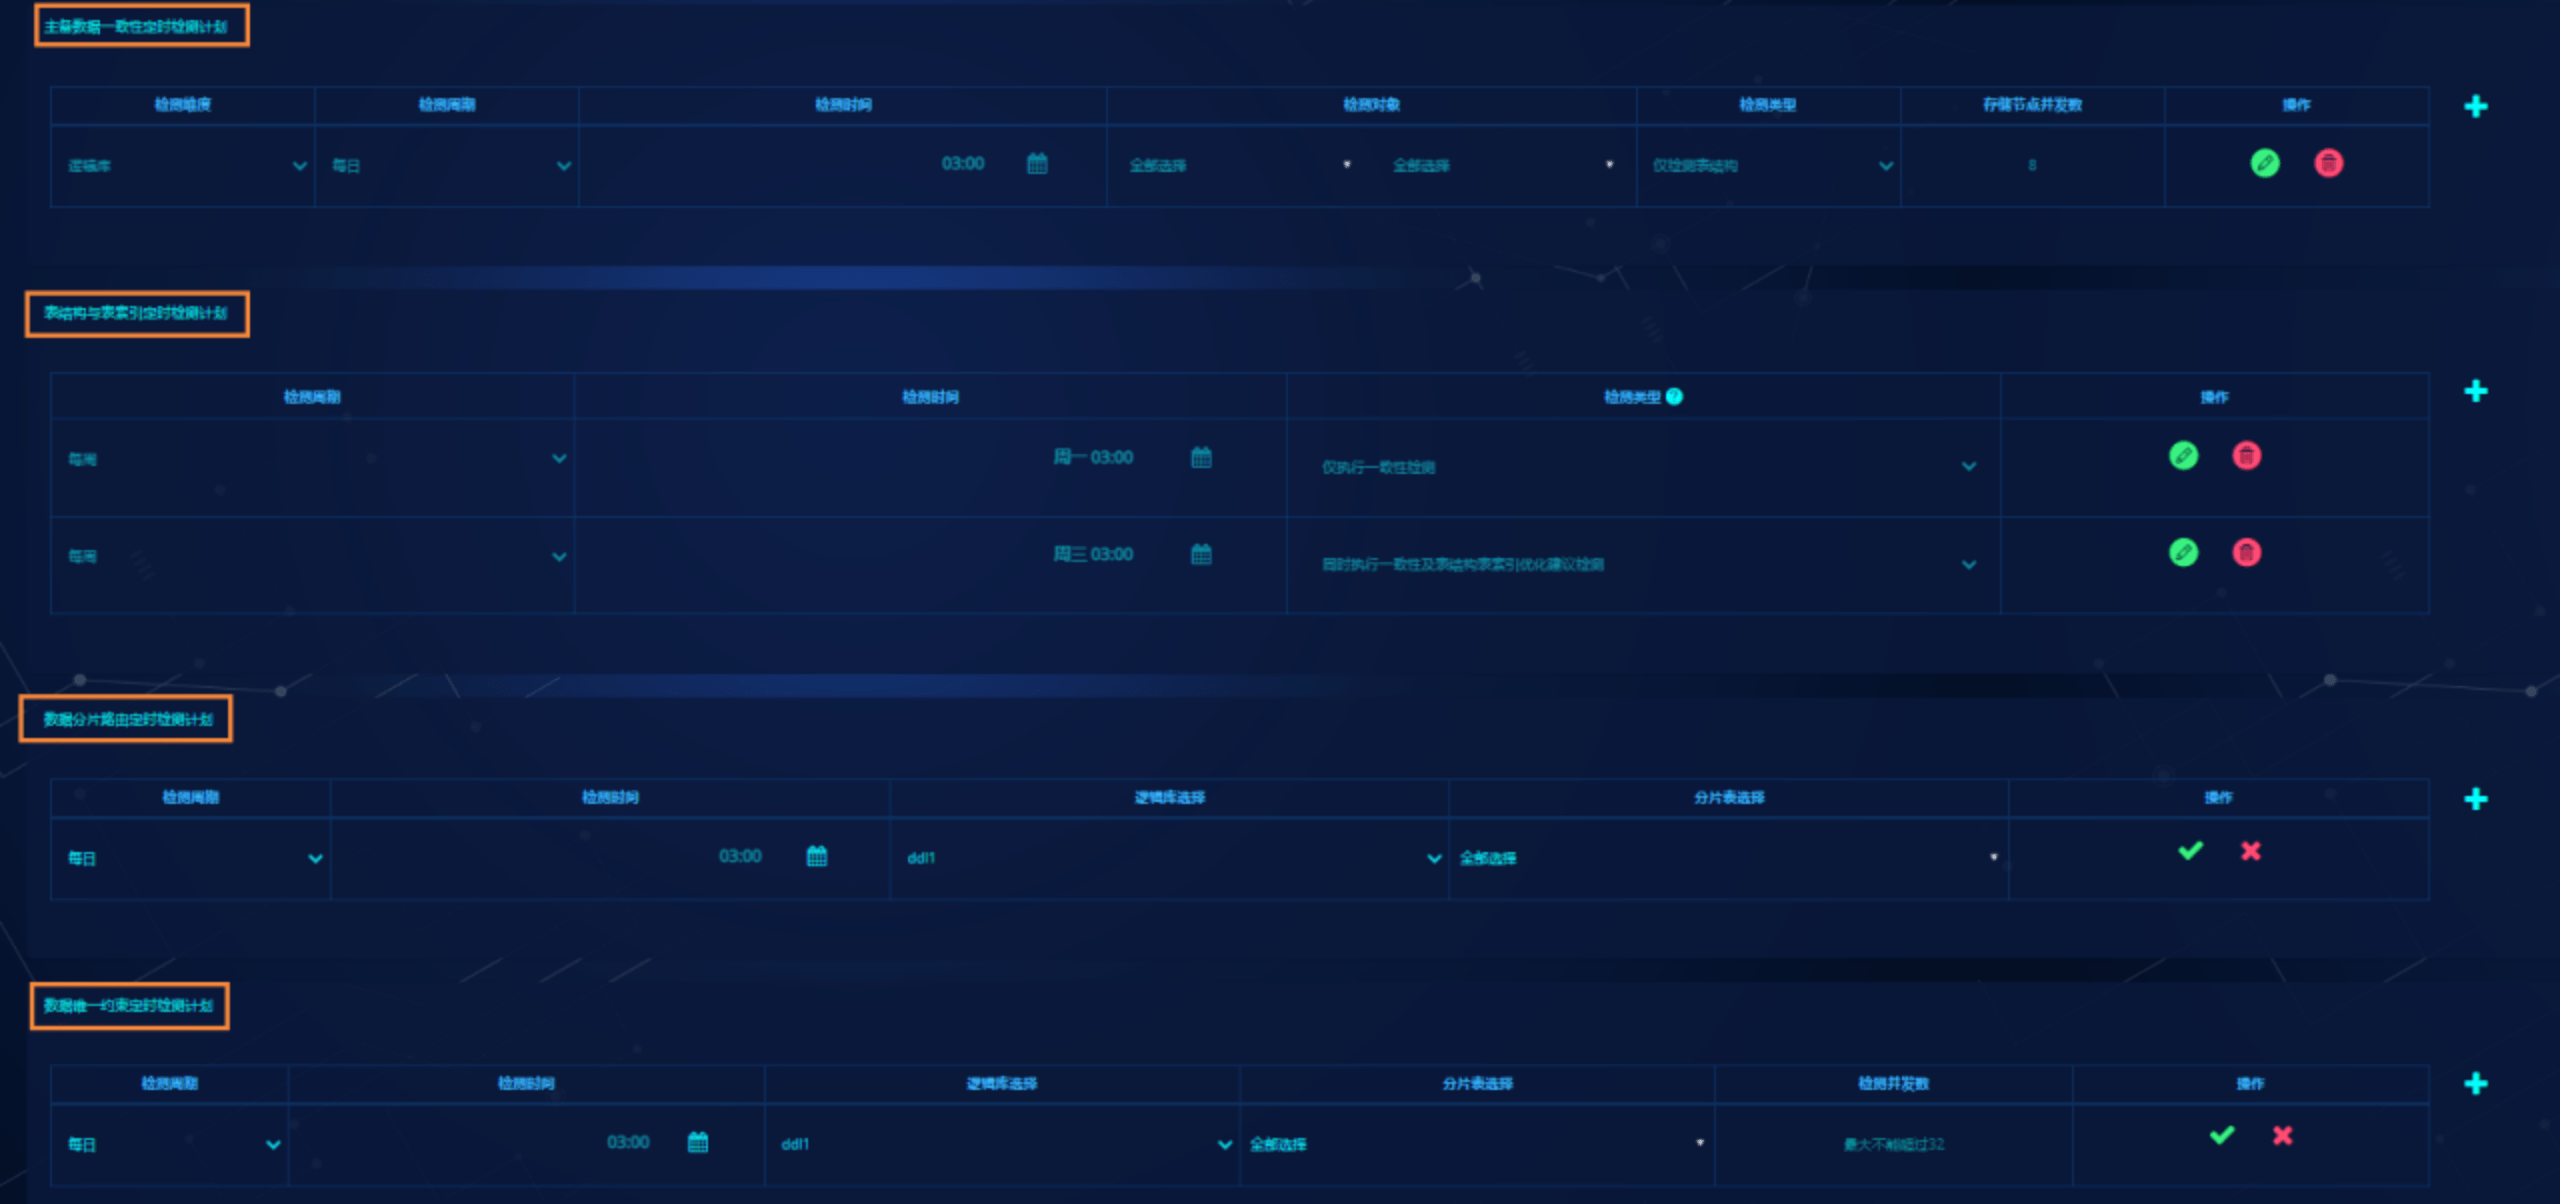 主备数据一致性定时检测计划
检测维度 检测周期 检测时间 检测对象 检测类型 存储节点并发数 操作
逻辑库 每日 03:00 全部选择 全部选择 仅检测表结构 8
表结构与表索引定时检测计划
检测周期 检测时间 检测类型 ? 操作
每周 周一 03:00 仅执行一致性检测
每周 周三 03:00 同时执行一致性及表结构表索引优化建议检测
数据分片路由定时检测计划
检测周期 检测时间 逻辑库选择 分片表选择 操作
每日 03:00 ddl1 全部选择
数据唯一约束定时检测计划
检测周期 检测时间 逻辑库选择 分片表选择 检测并发数 操作
每日 03:00 ddl1 全部选择 最大不能超过32